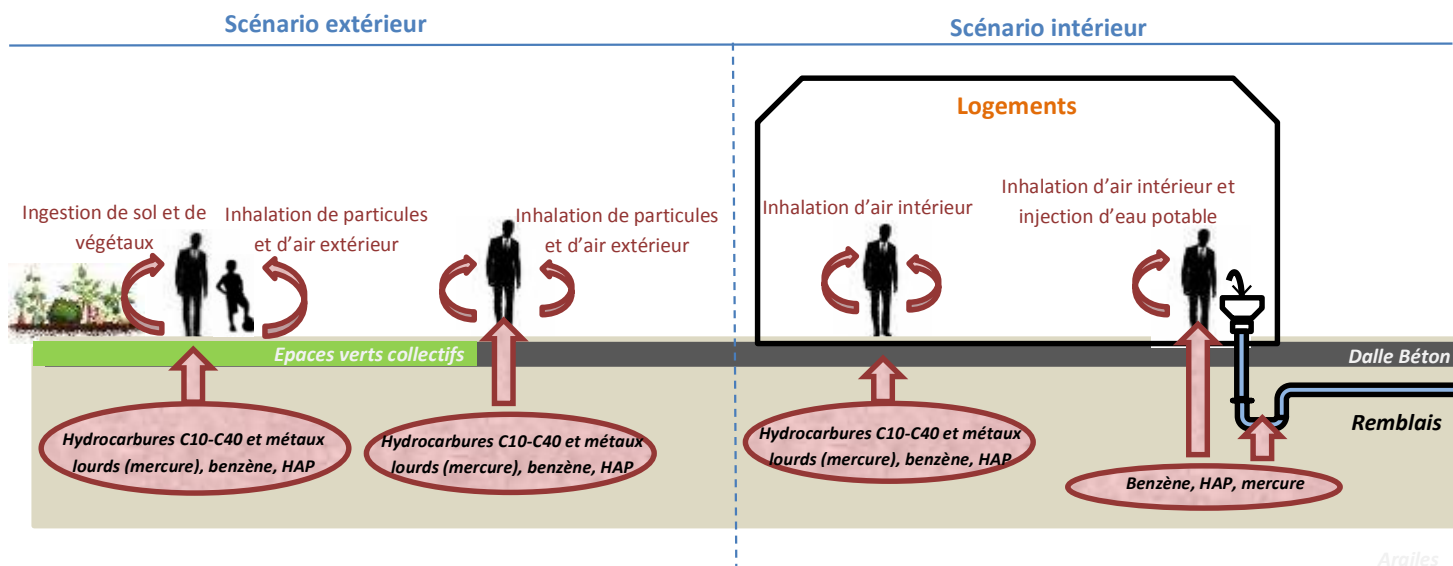 Scénario extérieur
Scénario intérieur
Logements
Ingestion de sol et de
végétaux
Inhalation de particules
et d'air extérieur
Inhalation de particules
et d'air extérieur
Inhalation d'air intérieur
Inhalation d'air intérieur et
injection d'eau potable
Epaces verts collectifs
Dalle Béton
Remblais
Hydrocarbures C10-C40 et métaux
lourds (mercure), benzène, HAP
Hydrocarbures C10-C40 et métaux
lourds (mercure), benzène, HAP
Hydrocarbures C10-C40 et métaux
lourds (mercure), benzène, HAP
Benzène, HAP, mercure
Arailes